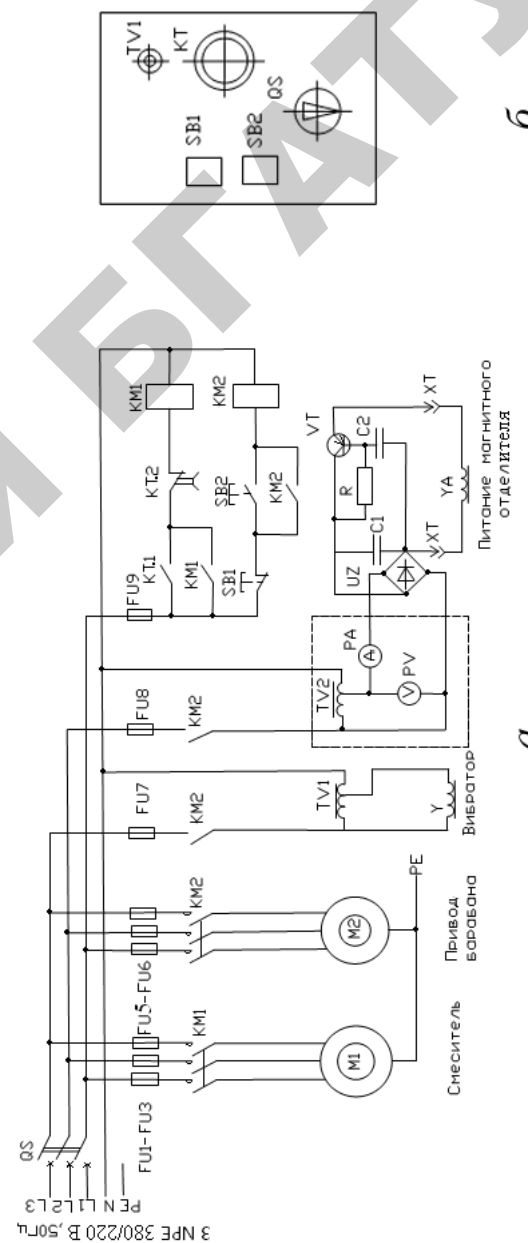 3 NPE 380/220 В, 50Гц
PE N L1 L2 L3
QS
FU1-FU3
KM1
M1
Смеситель
FU5-FU6
KM2
M2
Привод
барабана
PE
FU7
KM2
TV1
Y
Вибратор
FU8
KM2
TV2
PA
A
V
PV
FU9
KT.1
KT.2
KM1
KM1
SB1
SB2
KM2
KM2
UZ
C1
R
VT
C2
XT
XT
YA
Питание магнитного
отделителя
а
SB1
SB2
TV1
KT
QS
б
БГАТУ